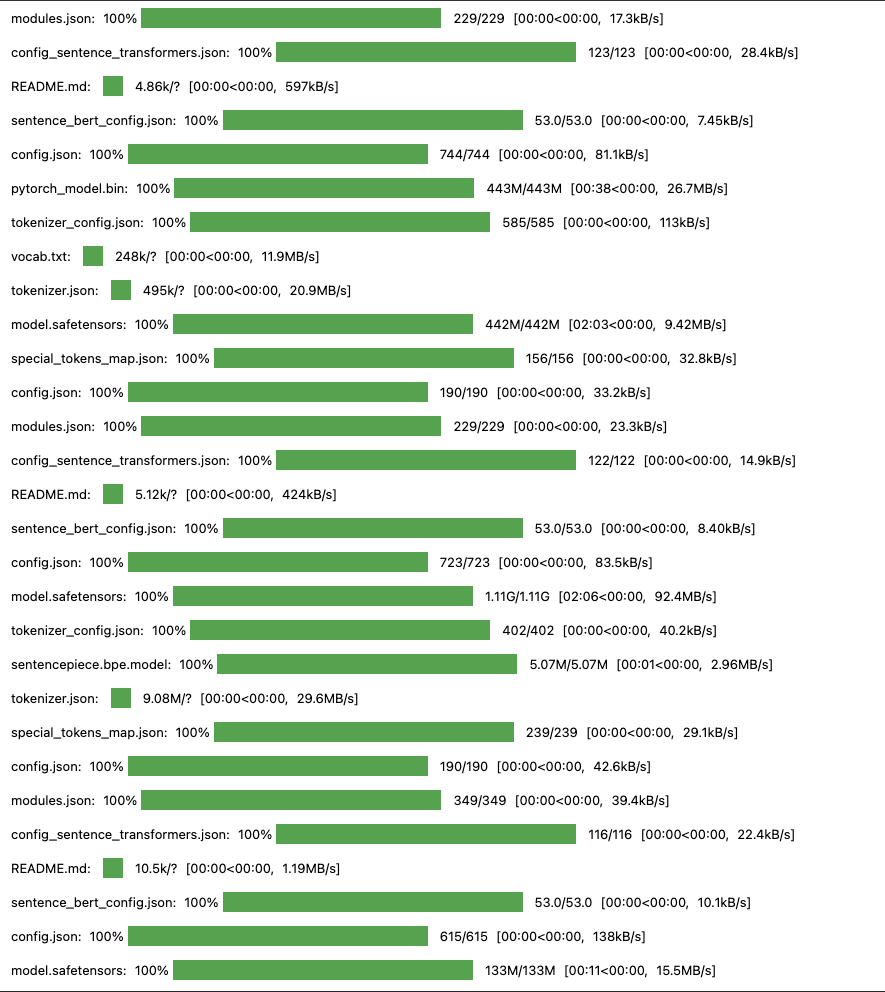 modules.json: 100% 229/229 [00:00<00:00, 17.3kB/s]
config_sentence_transformers.json: 100% 123/123 [00:00<00:00, 28.4kB/s]
README.md: 4.86k/? [00:00<00:00, 597kB/s]
sentence_bert_config.json: 100% 53.0/53.0 [00:00<00:00, 7.45kB/s]
config.json: 100% 744/744 [00:00<00:00, 81.1kB/s]
pytorch_model.bin: 100% 443M/443M [00:38<00:00, 26.7MB/s]
tokenizer_config.json: 100% 585/585 [00:00<00:00, 113kB/s]
vocab.txt: 248k/? [00:00<00:00, 11.9MB/s]
tokenizer.json: 495k/? [00:00<00:00, 20.9MB/s]
model.safetensors: 100% 442M/442M [02:03<00:00, 9.42MB/s]
special_tokens_map.json: 100% 156/156 [00:00<00:00, 32.8kB/s]
config.json: 100% 190/190 [00:00<00:00, 33.2kB/s]
modules.json: 100% 229/229 [00:00<00:00, 23.3kB/s]
config_sentence_transformers.json: 100% 122/122 [00:00<00:00, 14.9kB/s]
README.md: 5.12k/? [00:00<00:00, 424kB/s]
sentence_bert_config.json: 100% 53.0/53.0 [00:00<00:00, 8.40kB/s]
config.json: 100% 723/723 [00:00<00:00, 83.5kB/s]
model.safetensors: 100% 1.11G/1.11G [02:06<00:00, 92.4MB/s]
tokenizer_config.json: 100% 402/402 [00:00<00:00, 40.2kB/s]
sentencepiece.bpe.model: 100% 5.07M/5.07M [00:01<00:00, 2.96MB/s]
tokenizer.json: 9.08M/? [00:00<00:00, 29.6MB/s]
special_tokens_map.json: 100% 239/239 [00:00<00:00, 29.1kB/s]
config.json: 100% 190/190 [00:00<00:00, 42.6kB/s]
modules.json: 100% 349/349 [00:00<00:00, 39.4kB/s]
config_sentence_transformers.json: 100% 116/116 [00:00<00:00, 22.4kB/s]
README.md: 10.5k/? [00:00<00:00, 1.19MB/s]
sentence_bert_config.json: 100% 53.0/53.0 [00:00<00:00, 10.1kB/s]
config.json: 100% 615/615 [00:00<00:00, 138kB/s]
model.safetensors: 100% 133M/133M [00:11<00:00, 15.5MB/s]